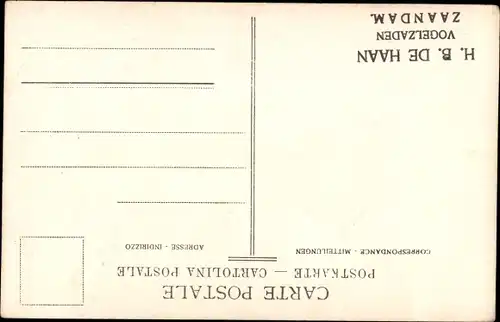 CARTE POSTALE
POSTKARTE — CARTOLINA POSTALE
CORRESPONDANCE - MITTEILUNGEN
ADRESSE - INDIRIZZO
H. B. DE HAAN
VOGELZADEN
ZAANDAM.